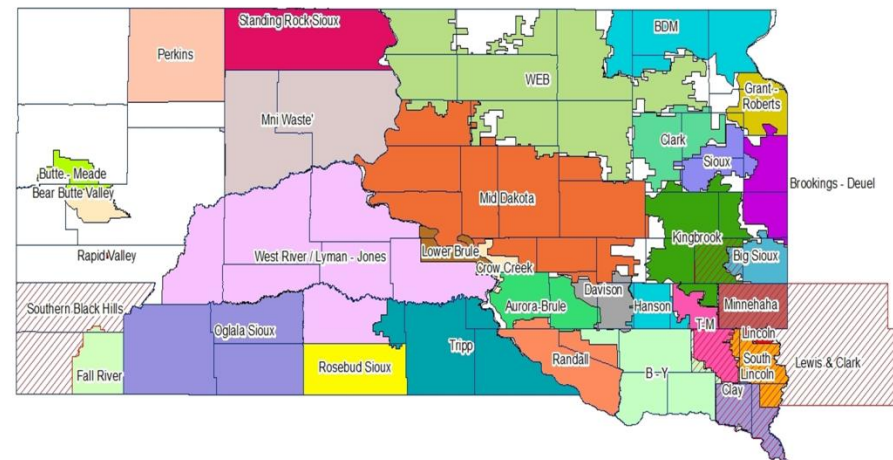 Standing Rock Sioux
BDM
Perkins
WEB
Grant--
Roberts
Mni Waste'
Clark
Sioux
Butte - Meade
Bear Butte Valley
Brookings - Deuel
Mid Dakota
Kingbrook
Rapid Valley
West River / Lyman - Jones
Lower Brule
Big Sioux
Crow Creek
Southern Black Hills
Davison
Minnehaha
Aurora-Brule
Hanson
Oglala Sioux
T-M
Lincoln
Tripp
Lewis & Clark
Rosebud Sioux
Randall
South
Lincoln
Fall River
B - Y
Clay